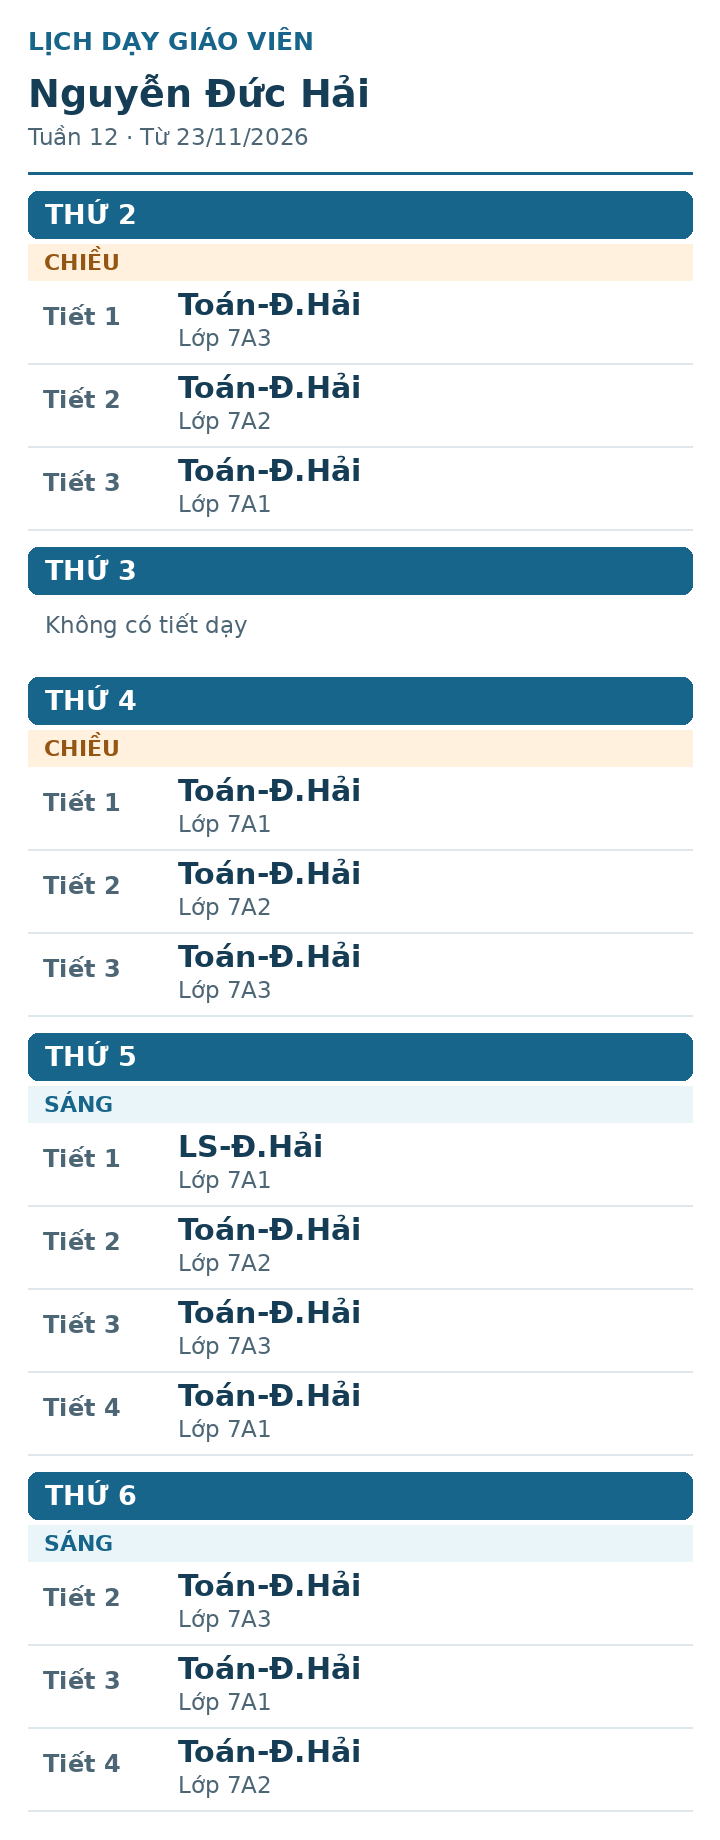 LỊCH DẠY GIÁO VIÊN
Nguyễn Đức Hải
Tuần 12 · Từ 23/11/2026
THỨ 2
CHIỀU
Tiết 1 Toán-Đ.Hải
Lớp 7A3
Tiết 2 Toán-Đ.Hải
Lớp 7A2
Tiết 3 Toán-Đ.Hải
Lớp 7A1
THỨ 3
Không có tiết dạy
THỨ 4
CHIỀU
Tiết 1 Toán-Đ.Hải
Lớp 7A1
Tiết 2 Toán-Đ.Hải
Lớp 7A2
Tiết 3 Toán-Đ.Hải
Lớp 7A3
THỨ 5
SÁNG
Tiết 1 LS-Đ.Hải
Lớp 7A1
Tiết 2 Toán-Đ.Hải
Lớp 7A2
Tiết 3 Toán-Đ.Hải
Lớp 7A3
Tiết 4 Toán-Đ.Hải
Lớp 7A1
THỨ 6
SÁNG
Tiết 2 Toán-Đ.Hải
Lớp 7A3
Tiết 3 Toán-Đ.Hải
Lớp 7A1
Tiết 4 Toán-Đ.Hải
Lớp 7A2